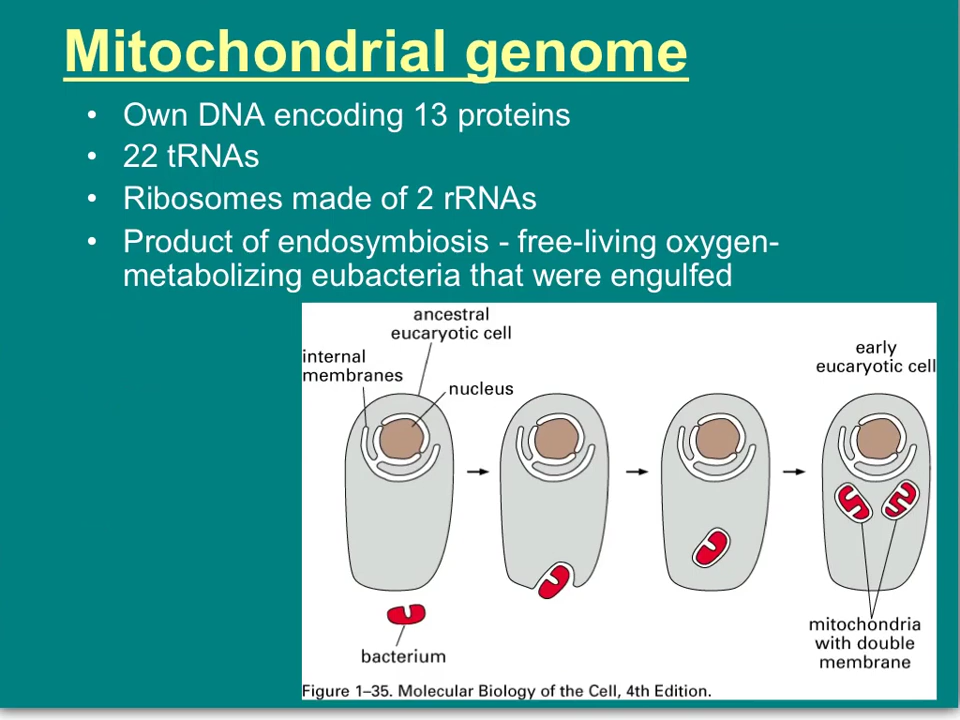 Mitochondrial genome
• Own DNA encoding 13 proteins
• 22 tRNAs
• Ribosomes made of 2 rRNAs
• Product of endosymbiosis - free-living oxygen-
metabolizing eubacteria that were engulfed
ancestral
eucaryotic cell
internal
membranes
nucleus
early
eucaryotic cell
bacterium
mitochondria
with double
membrane
Figure 1–35. Molecular Biology of the Cell, 4th Edition.